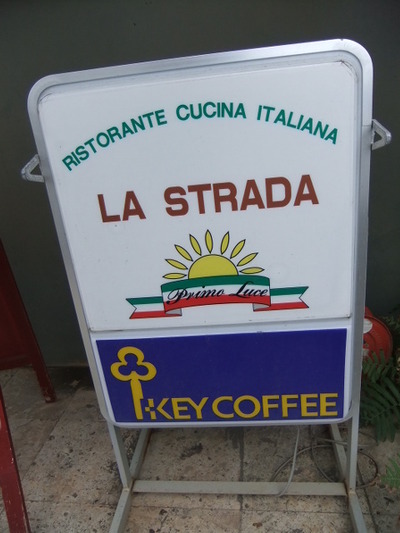 RISTORANTE CUCINA ITALIANA
LA STRADA
Primo Luce
KEY COFFEE